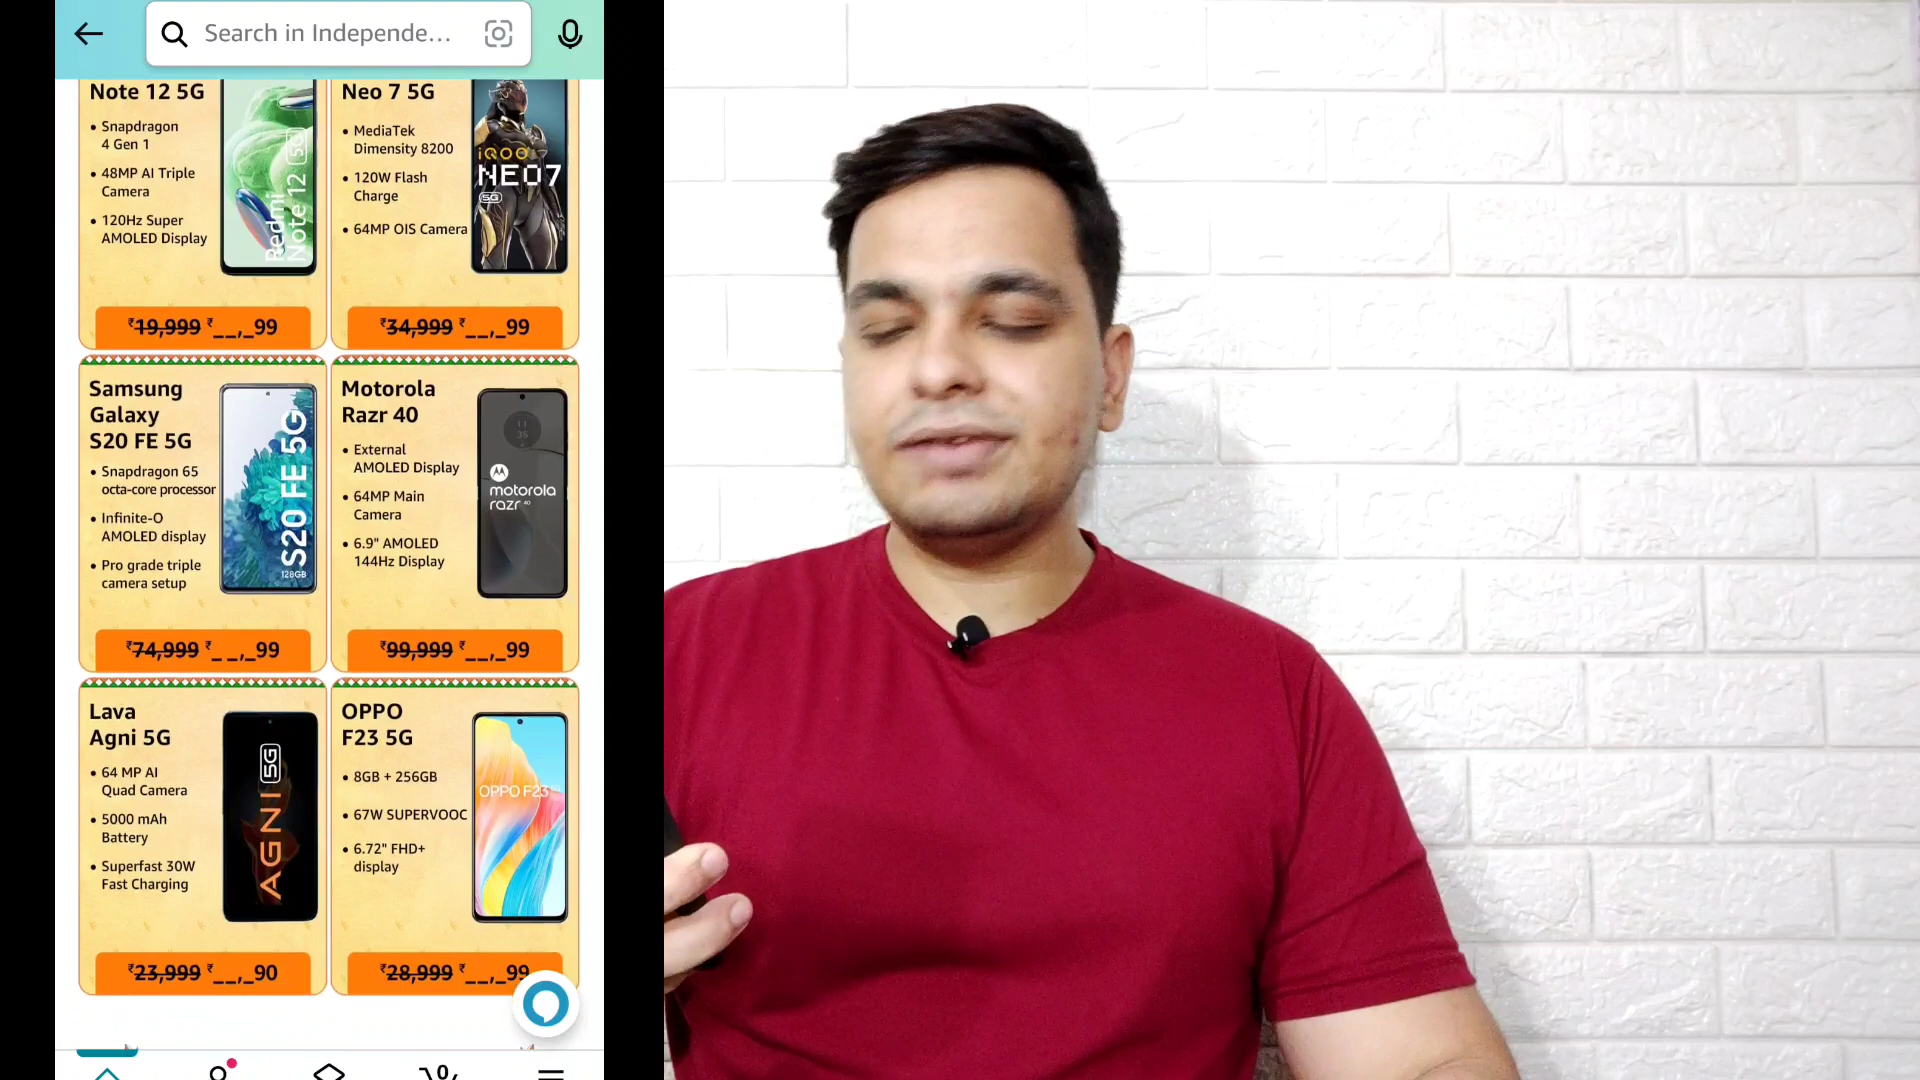 Search in Independe...
Note 12 5G
• Snapdragon
4 Gen 1
• 48MP AI Triple
Camera
• 120Hz Super
AMOLED Display
Redmi
Note 12 5G
₹19,999 ₹__,_99
Neo 7 5G
• MediaTek
Dimensity 8200
• 120W Flash
Charge
• 64MP OIS Camera
iQOO
NEO7
5G
₹34,999 ₹__,_99
Samsung
Galaxy
S20 FE 5G
• Snapdragon 65
octa-core processor
• Infinite-O
AMOLED display
• Pro grade triple
camera setup
S20 FE 5G
128GB
₹74,999 ₹__,_99
Motorola
Razr 40
• External
AMOLED Display
• 64MP Main
Camera
• 6.9" AMOLED
144Hz Display
11
35
motorola
razr 40
₹99,999 ₹__,_99
Lava
Agni 5G
• 64 MP AI
Quad Camera
• 5000 mAh
Battery
• Superfast 30W
Fast Charging
AGNI 5G
₹23,999 ₹__,_90
OPPO
F23 5G
• 8GB + 256GB
• 67W SUPERVOOC
• 6.72" FHD+
display
OPPO F23
₹28,999 ₹__,_99
0